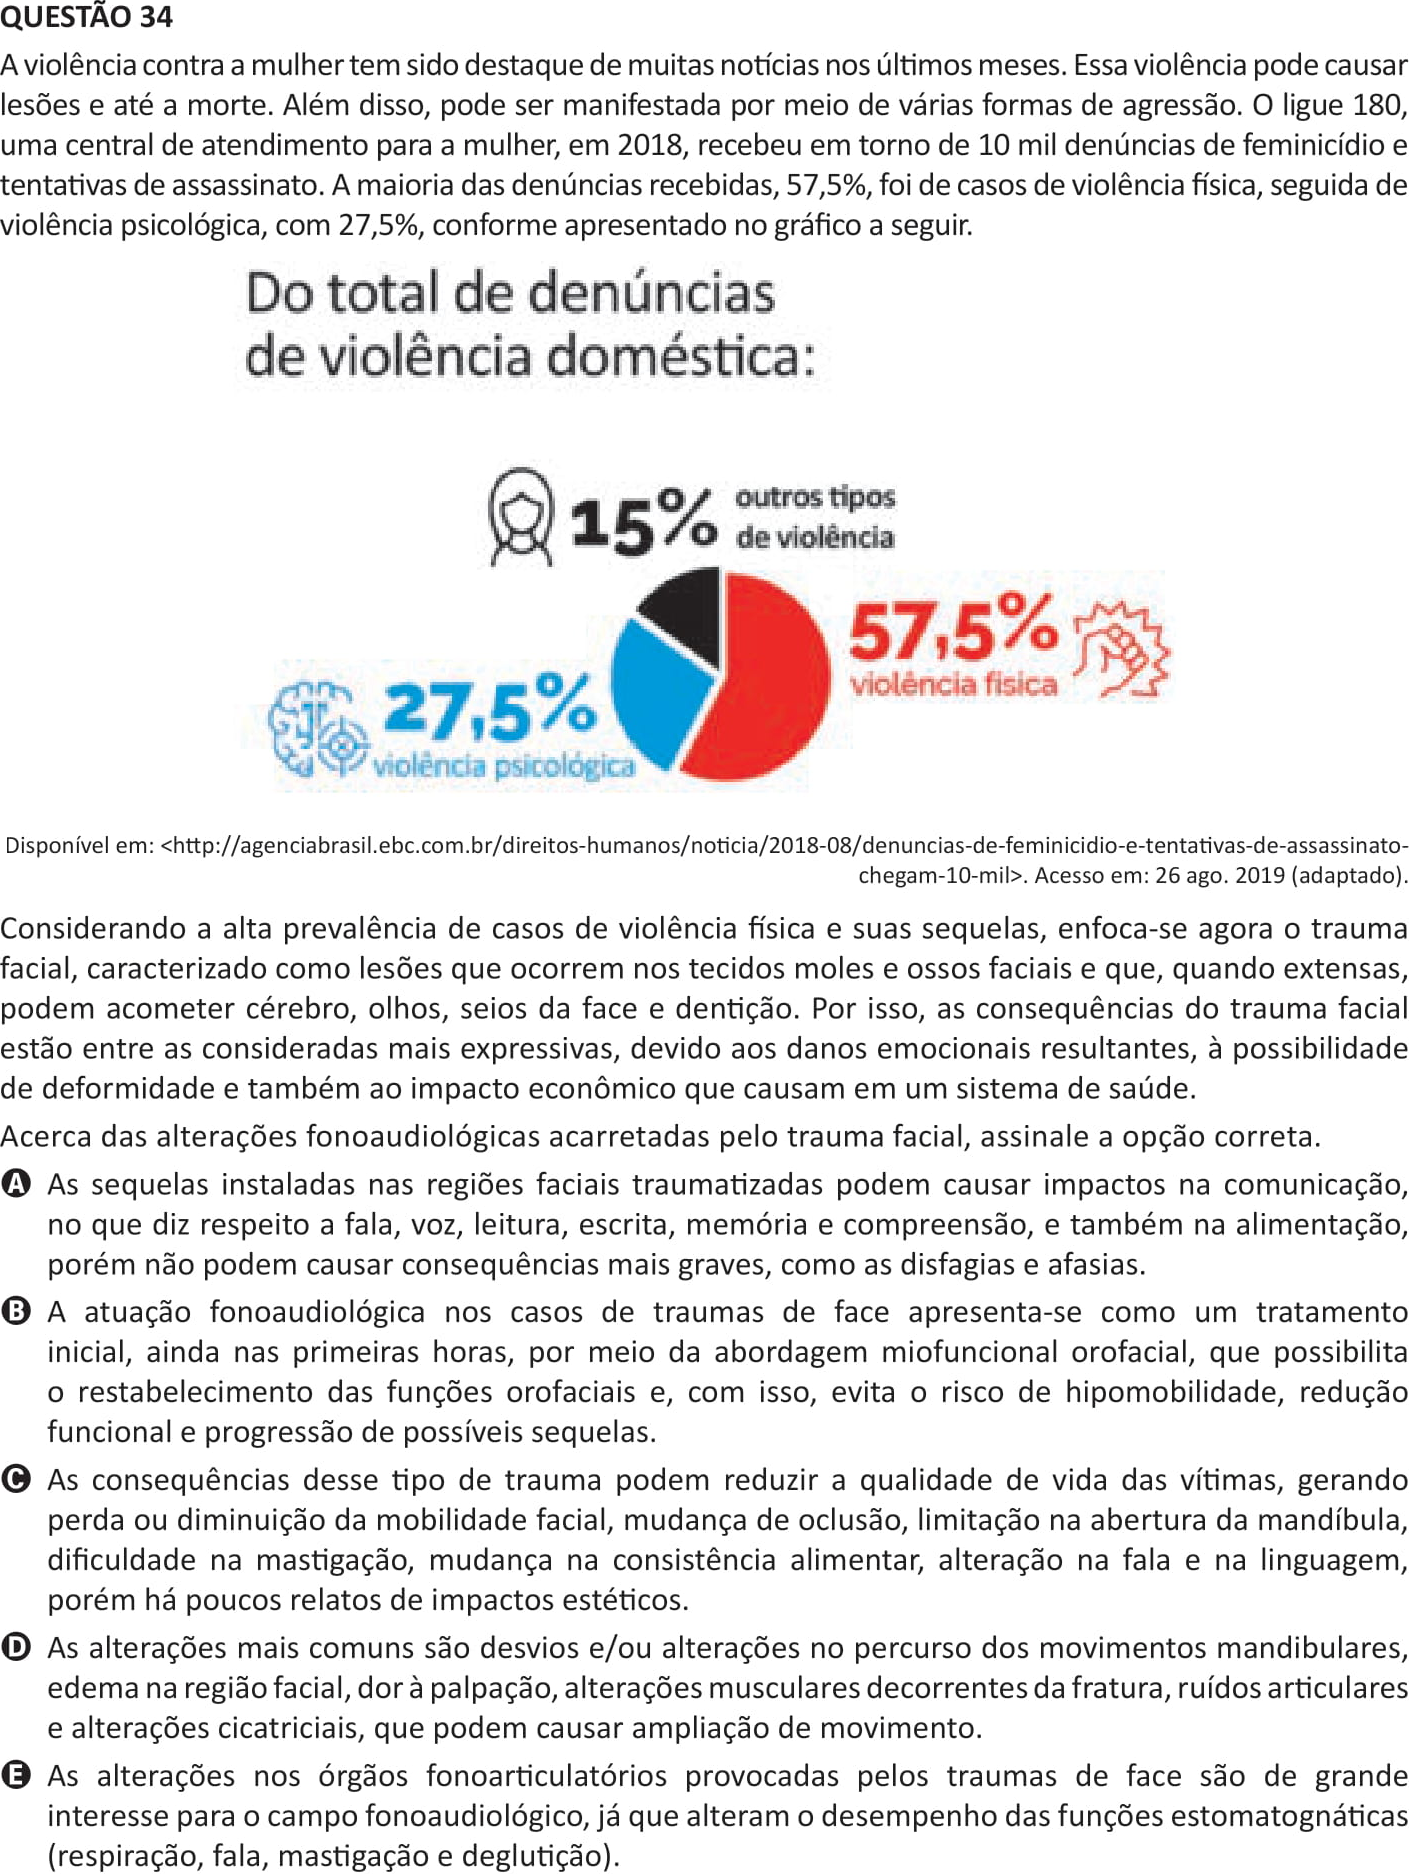 QUESTÃO 34
A violência contra a mulher tem sido destaque de muitas notícias nos últimos meses. Essa violência pode causar
lesões e até a morte. Além disso, pode ser manifestada por meio de várias formas de agressão. O ligue 180,
uma central de atendimento para a mulher, em 2018, recebeu em torno de 10 mil denúncias de feminicídio e
tentativas de assassinato. A maioria das denúncias recebidas, 57,5%, foi de casos de violência física, seguida de
violência psicológica, com 27,5%, conforme apresentado no gráfico a seguir.
Do total de denúncias
de violência doméstica:
15% outros tipos
de violência
57,5%
violência física
27,5%
violência psicológica
Disponível em: <http://agenciabrasil.ebc.com.br/direitos-humanos/noticia/2018-08/denuncias-de-feminicidio-e-tentativas-de-assassinato-
chegam-10-mil>. Acesso em: 26 ago. 2019 (adaptado).
Considerando a alta prevalência de casos de violência física e suas sequelas, enfoca-se agora o trauma
facial, caracterizado como lesões que ocorrem nos tecidos moles e ossos faciais e que, quando extensas,
podem acometer cérebro, olhos, seios da face e dentição. Por isso, as consequências do trauma facial
estão entre as consideradas mais expressivas, devido aos danos emocionais resultantes, à possibilidade
de deformidade e também ao impacto econômico que causam em um sistema de saúde.
Acerca das alterações fonoaudiológicas acarretadas pelo trauma facial, assinale a opção correta.
A As sequelas instaladas nas regiões faciais traumatizadas podem causar impactos na comunicação,
no que diz respeito a fala, voz, leitura, escrita, memória e compreensão, e também na alimentação,
porém não podem causar consequências mais graves, como as disfagias e afasias.
B A atuação fonoaudiológica nos casos de traumas de face apresenta-se como um tratamento
inicial, ainda nas primeiras horas, por meio da abordagem miofuncional orofacial, que possibilita
o restabelecimento das funções orofaciais e, com isso, evita o risco de hipomobilidade, redução
funcional e progressão de possíveis sequelas.
C As consequências desse tipo de trauma podem reduzir a qualidade de vida das vítimas, gerando
perda ou diminuição da mobilidade facial, mudança de oclusão, limitação na abertura da mandíbula,
dificuldade na mastigação, mudança na consistência alimentar, alteração na fala e na linguagem,
porém há poucos relatos de impactos estéticos.
D As alterações mais comuns são desvios e/ou alterações no percurso dos movimentos mandibulares,
edema na região facial, dor à palpação, alterações musculares decorrentes da fratura, ruídos articulares
e alterações cicatriciais, que podem causar ampliação de movimento.
E As alterações nos órgãos fonoarticulatórios provocadas pelos traumas de face são de grande
interesse para o campo fonoaudiológico, já que alteram o desempenho das funções estomatognáticas
(respiração, fala, mastigação e deglutição).